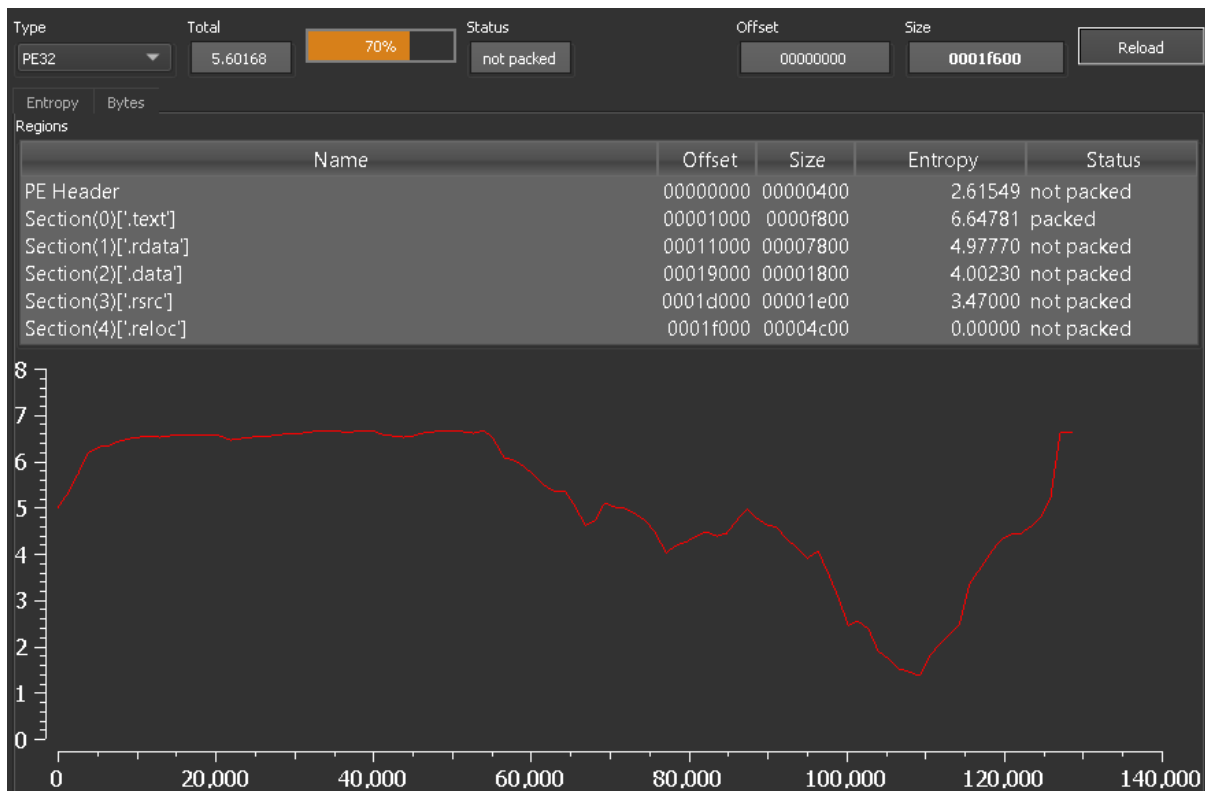 Type Total Status Offset Size
PE32 5.60168 70% not packed 00000000 0001f600 Reload
Entropy Bytes
Regions
Name Offset Size Entropy Status
PE Header 00000000 00000400 2.61549 not packed
Section(0)['.text'] 00001000 0000f800 6.64781 packed
Section(1)['.rdata'] 00011000 00007800 4.97770 not packed
Section(2)['.data'] 00019000 00001800 4.00230 not packed
Section(3)['.rsrc'] 0001d000 00001e00 3.47000 not packed
Section(4)['.reloc'] 0001f000 00004c00 0.00000 not packed
8
7
6
5
4
3
2
1
0
0 20,000 40,000 60,000 80,000 100,000 120,000 140,000